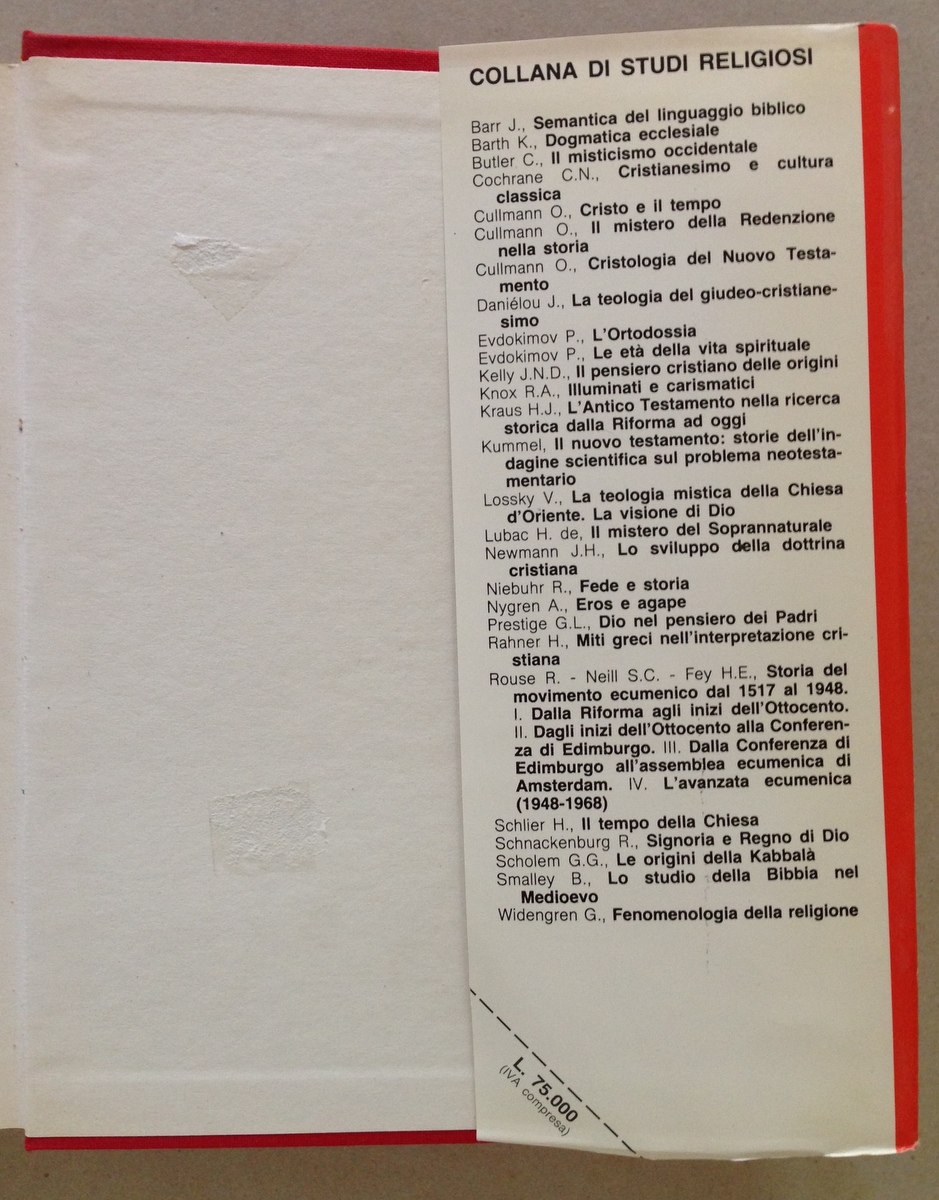 COLLANA DI STUDI RELIGIOSI
Barr J., Semantica del linguaggio biblico
Barth K., Dogmatica ecclesiale
Butler C., Il misticismo occidentale
Cochrane C.N., Cristianesimo e cultura
classica
Cullmann O., Cristo e il tempo
Cullmann O., Il mistero della Redenzione
nella storia
Cullmann O., Cristologia del Nuovo Testa-
mento
Daniélou J., La teologia del giudeo-cristiane-
simo
Evdokimov P., L'Ortodossia
Evdokimov P., Le età della vita spirituale
Kelly J.N.D., Il pensiero cristiano delle origini
Knox R.A., Illuminati e carismatici
Kraus H.J., L'Antico Testamento nella ricerca
storica dalla Riforma ad oggi
Kummel, Il nuovo testamento: storie dell'in-
dagine scientifica sul problema neotesta-
mentario
Lossky V., La teologia mistica della Chiesa
d'Oriente. La visione di Dio
Lubac H. de, Il mistero del Soprannaturale
Newmann J.H., Lo sviluppo della dottrina
cristiana
Niebuhr R., Fede e storia
Nygren A., Eros e agape
Prestige G.L., Dio nel pensiero dei Padri
Rahner H., Miti greci nell'interpretazione cri-
stiana
Rouse R. - Neill S.C. - Fey H.E., Storia del
movimento ecumenico dal 1517 al 1948.
I. Dalla Riforma agli inizi dell'Ottocento.
II. Dagli inizi dell'Ottocento alla Conferen-
za di Edimburgo. III. Dalla Conferenza di
Edimburgo all'assemblea ecumenica di
Amsterdam. IV. L'avanzata ecumenica
(1948-1968)
Schlier H., Il tempo della Chiesa
Schnackenburg R., Signoria e Regno di Dio
Scholem G.G., Le origini della Kabbalà
Smalley B., Lo studio della Bibbia nel
Medioevo
Widengren G., Fenomenologia della religione
L. 75.000
(IVA compresa)